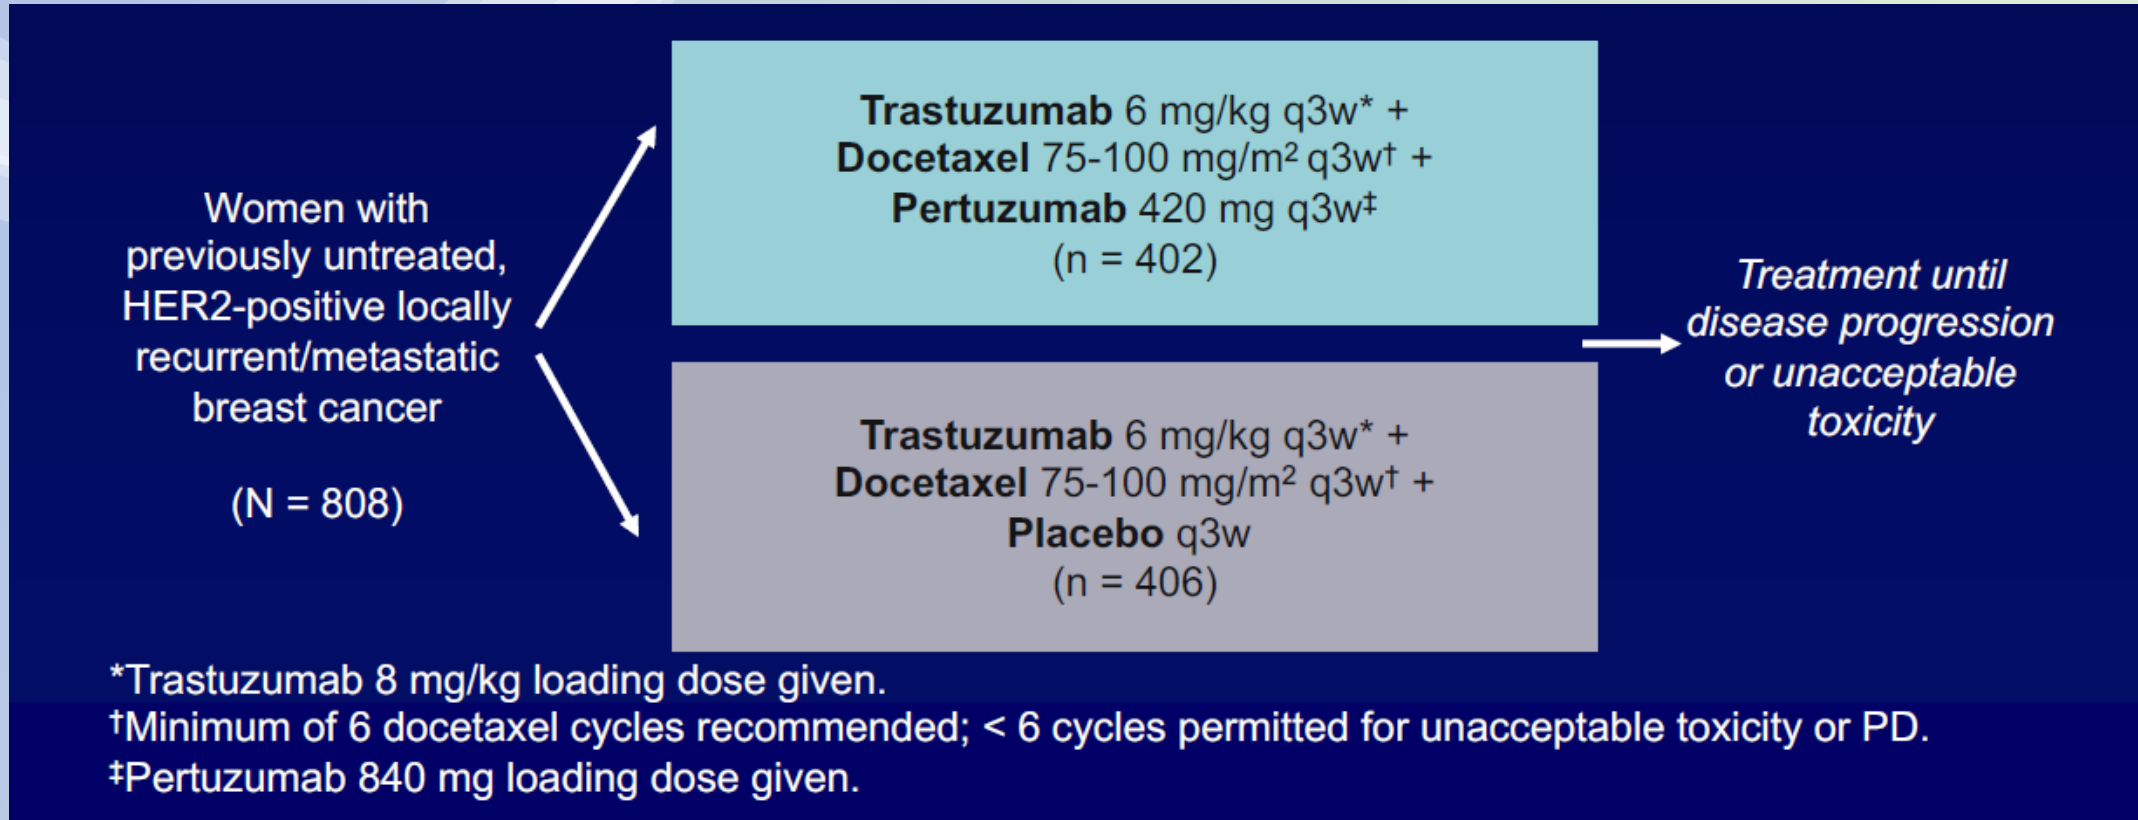 Women with
previously untreated,
HER2-positive locally
recurrent/metastatic
breast cancer
(N = 808)
Trastuzumab 6 mg/kg q3w* +
Docetaxel 75-100 mg/m² q3w† +
Pertuzumab 420 mg q3w‡
(n = 402)
Trastuzumab 6 mg/kg q3w* +
Docetaxel 75-100 mg/m² q3w† +
Placebo q3w
(n = 406)
Treatment until
disease progression
or unacceptable
toxicity
*Trastuzumab 8 mg/kg loading dose given.
†Minimum of 6 docetaxel cycles recommended; < 6 cycles permitted for unacceptable toxicity or PD.
‡Pertuzumab 840 mg loading dose given.